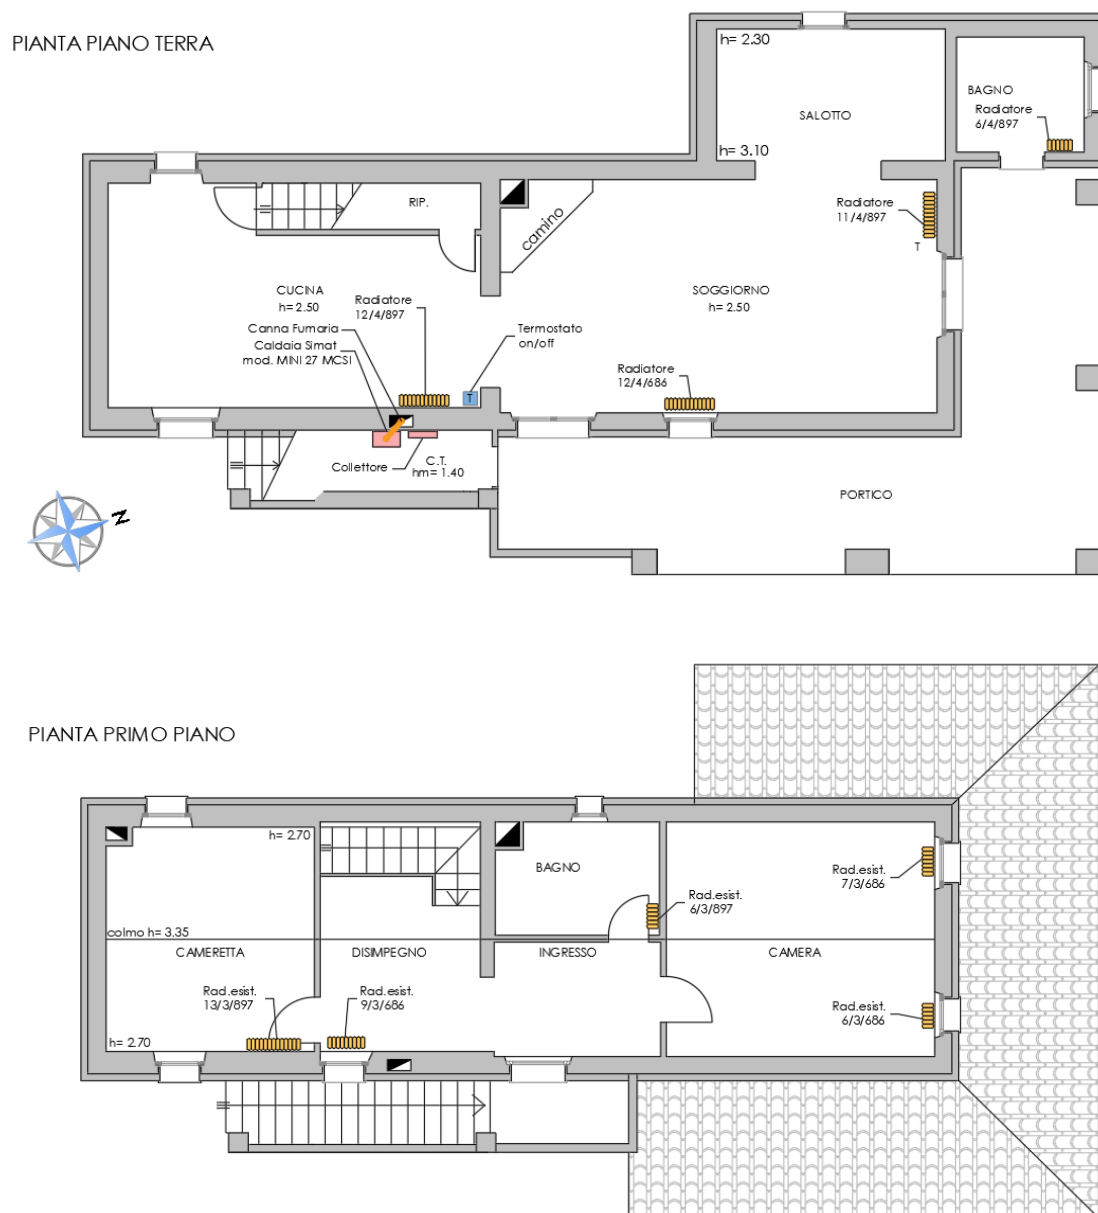 PIANTA PIANO TERRA
h= 2.30
SALOTTO
h= 3.10
BAGNO
Radiatore
6/4/897
RIP.
camino
Radiatore
11/4/897
T
CUCINA
h= 2.50
Radiatore
12/4/897
SOGGIORNO
h= 2.50
Canna Fumaria
Caldaia Simat
mod. MINI 27 MCSI
Termostato
on/off
T
Radiatore
12/4/686
Collettore
C.T.
hm= 1.40
PORTICO
N
PIANTA PRIMO PIANO
h= 2.70
BAGNO
Rad.esist.
7/3/686
Rad.esist.
6/3/897
colmo h= 3.35
CAMERETTA
DISIMPEGNO
INGRESSO
CAMERA
Rad.esist.
13/3/897
Rad.esist.
9/3/686
Rad.esist.
6/3/686
h= 2.70